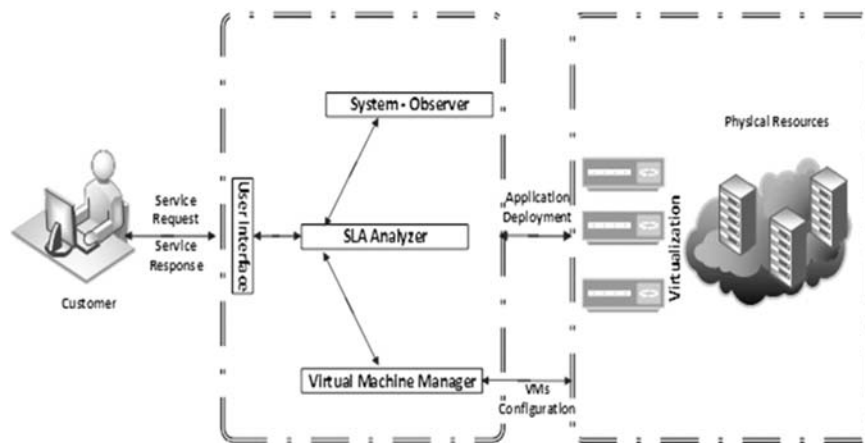 System - Observer
Physical Resources
Service
Request
Service
Response
User Interface
SLA Analyzer
Application
Deployment
Virtualization
Customer
Virtual Machine Manager
VMs
Configuration